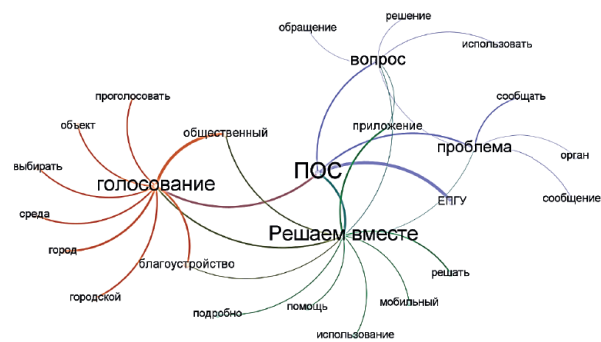 решение
обращение
использовать
вопрос
проголосовать
сообщать
объект
общественный
приложение
проблема
орган
выбирать
голосование
ПОС
ЕПГУ
сообщение
среда
Решаем вместе
город
благоустройство
решать
городской
подробно
помощь
мобильный
использование